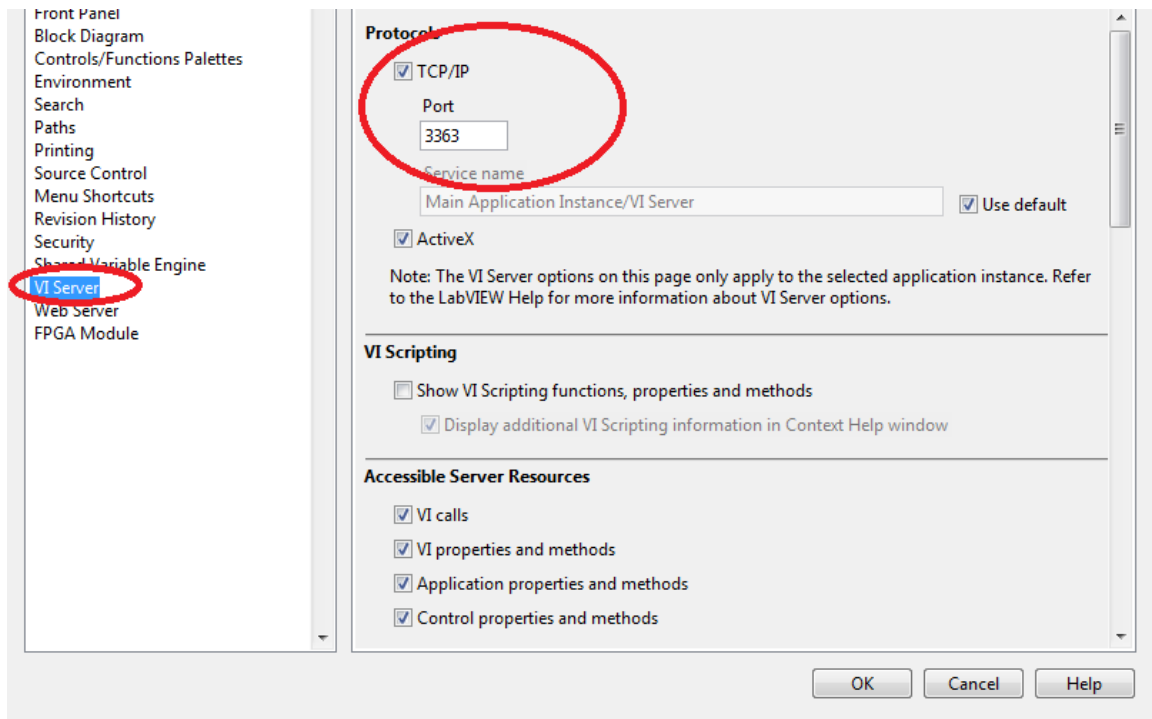 Front Panel
Block Diagram
Controls/Functions Palettes
Environment
Search
Paths
Printing
Source Control
Menu Shortcuts
Revision History
Security
Shared Variable Engine
VI Server
Web Server
FPGA Module
Protocols
TCP/IP
Port
3363
Service name
Main Application Instance/VI Server
Use default
ActiveX
Note: The VI Server options on this page only apply to the selected application instance. Refer
to the LabVIEW Help for more information about VI Server options.
VI Scripting
Show VI Scripting functions, properties and methods
Display additional VI Scripting information in Context Help window
Accessible Server Resources
VI calls
VI properties and methods
Application properties and methods
Control properties and methods
OK
Cancel
Help